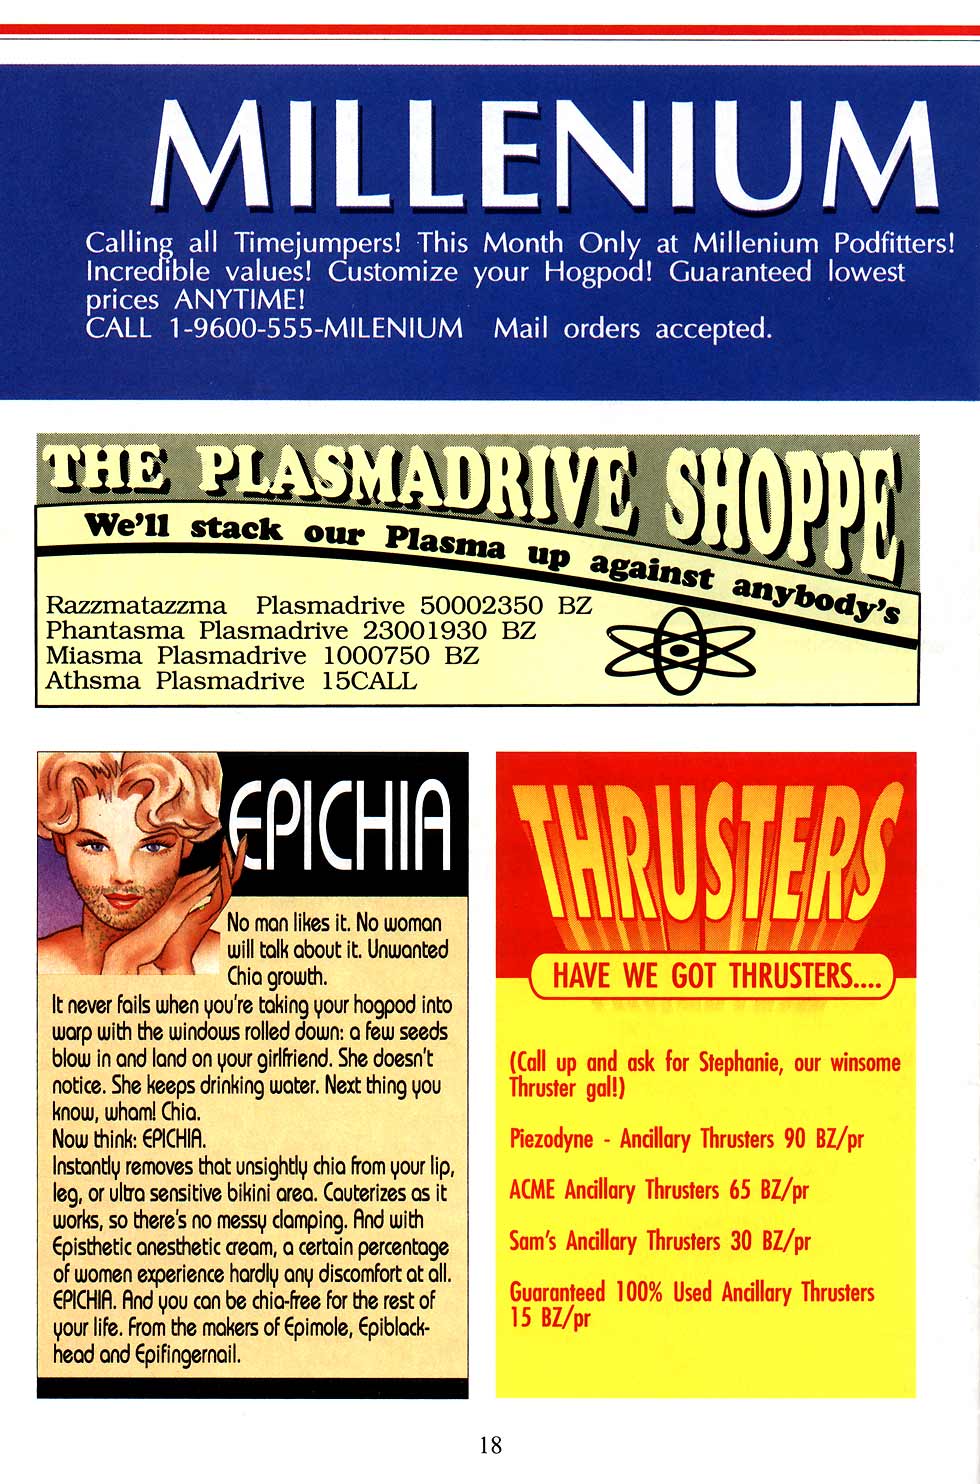 MILLENIUM
Calling all Timejumpers! This Month Only at Millenium Podfitters!
Incredible values! Customize your Hogpod! Guaranteed lowest
prices ANYTIME!
CALL 1-9600-555-MILENIUM Mail orders accepted.
THE PLASMADRIVE SHOPPE
We'll stack our Plasma up against anybody's
Razzmatazzma Plasmadrive 50002350 BZ
Phantasma Plasmadrive 23001930 BZ
Miasma Plasmadrive 1000750 BZ
Athsma Plasmadrive 15CALL
EPICHIA
No man likes it. No woman
will talk about it. Unwanted
Chia growth.
It never fails when you're taking your hogpod into
warp with the windows rolled down: a few seeds
blow in and land on your girlfriend. She doesn't
notice. She keeps drinking water. Next thing you
know, wham! Chia.
Now think: EPICHIA.
Instantly removes that unsightly chia from your lip,
leg, or ultra sensitive bikini area. Cauterizes as it
works, so there's no messy clamping. And with
Episthetic anesthetic cream, a certain percentage
of women experience hardly any discomfort at all.
EPICHIA. And you can be chia-free for the rest of
your life. From the makers of Epimole, Epiblack-
head and Epifingernail.
THRUSTERS
HAVE WE GOT THRUSTERS....
(Call up and ask for Stephanie, our winsome
Thruster gal!)
Piezodyne - Ancillary Thrusters 90 BZ/pr
ACME Ancillary Thrusters 65 BZ/pr
Sam's Ancillary Thrusters 30 BZ/pr
Guaranteed 100% Used Ancillary Thrusters
15 BZ/pr
18